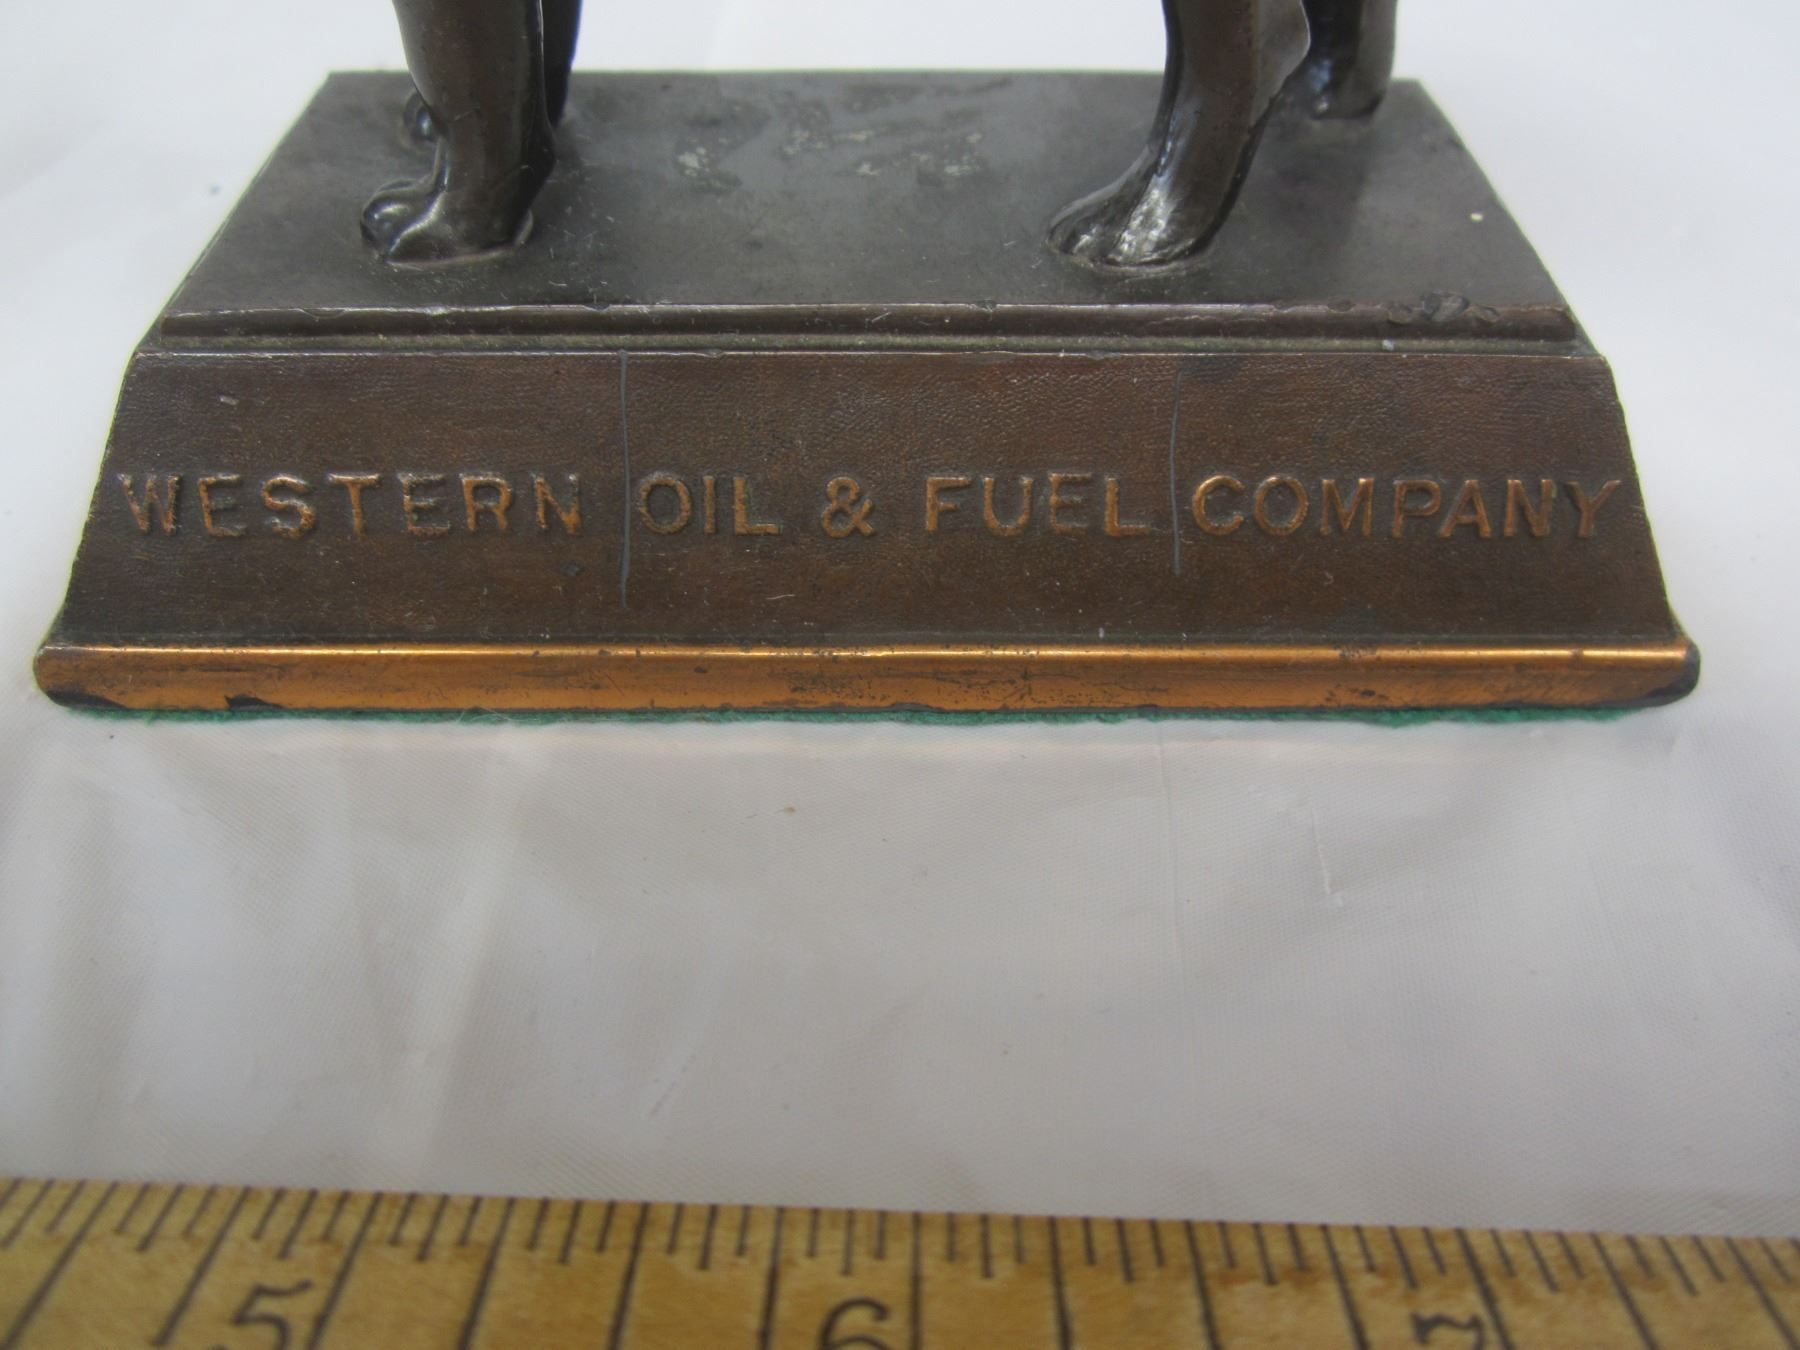 WESTERN OIL & FUEL COMPANY
5 6 7